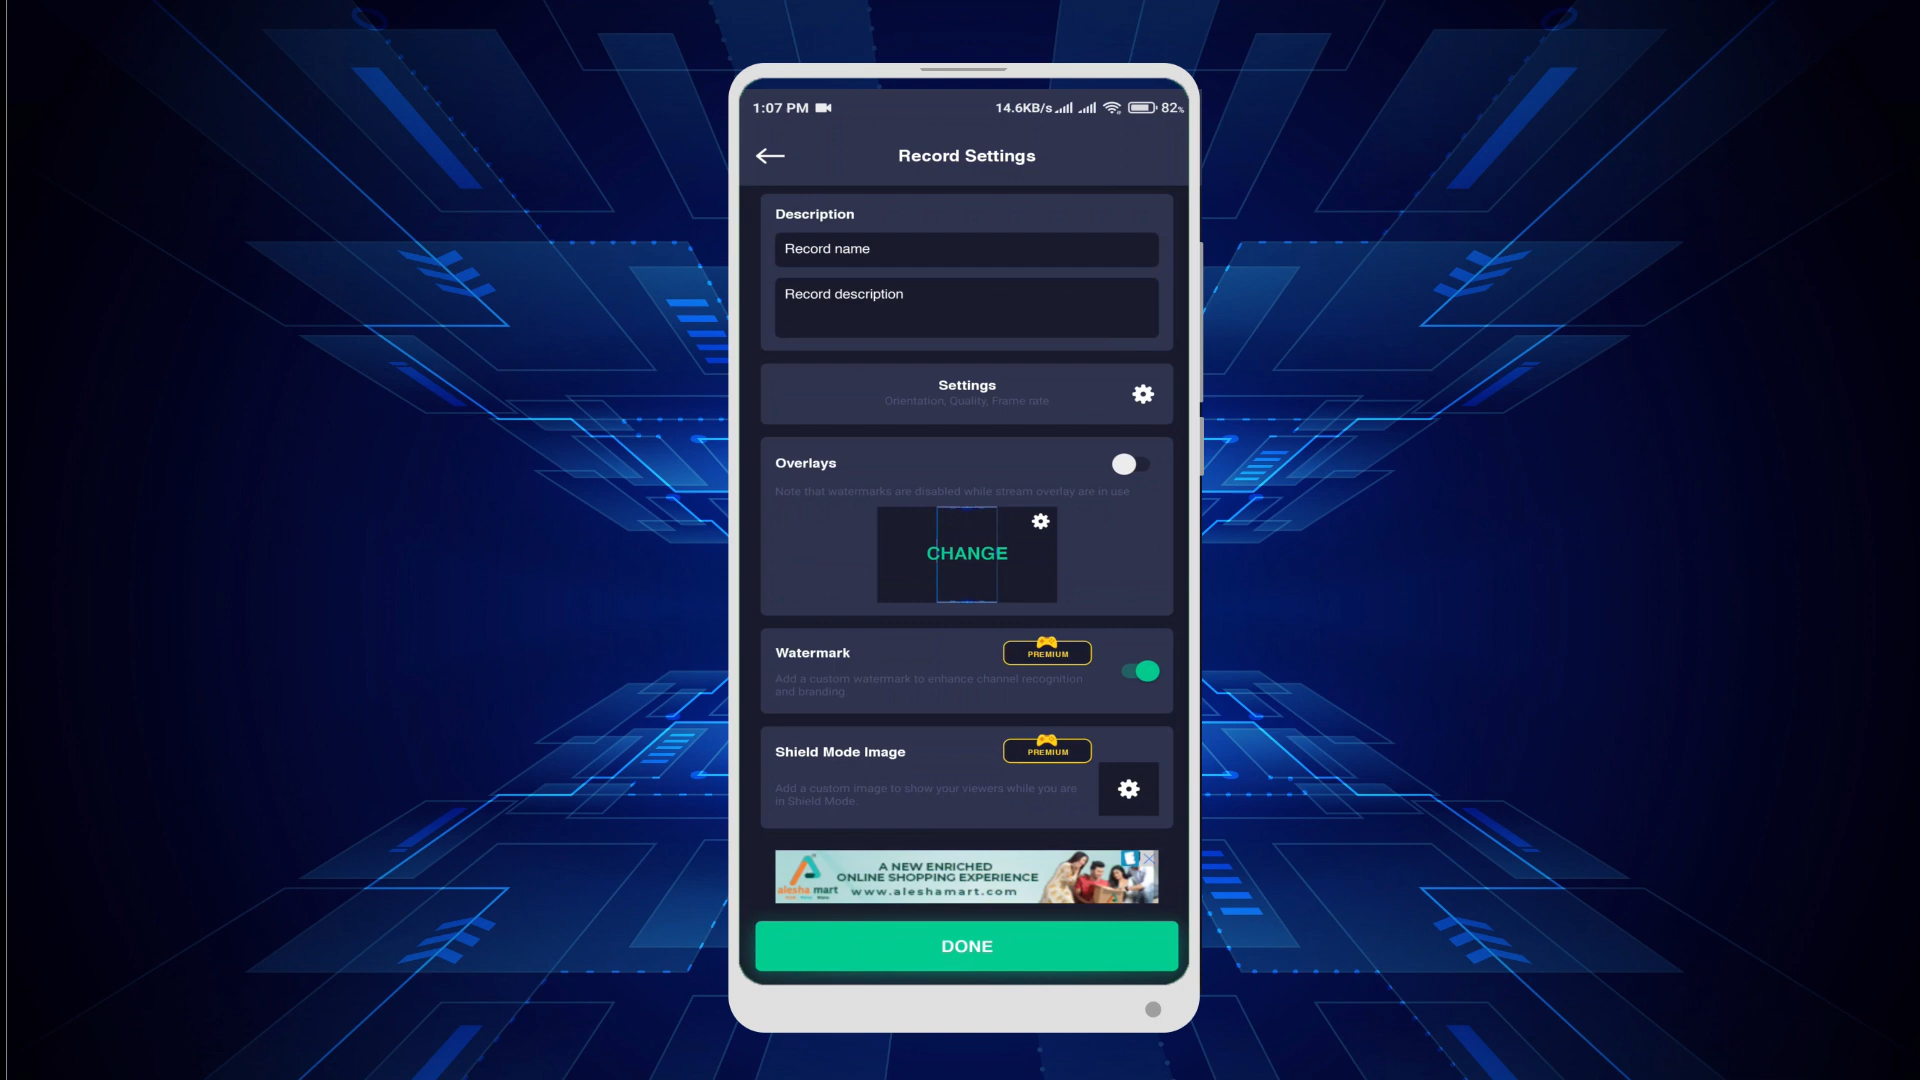 1:07 PM 14.6KB/s 82%
Record Settings
Description
Record name
Record description
Settings
Orientation, Quality, Frame rate
Overlays
Note that watermarks are disabled while stream overlay are in use
CHANGE
Watermark
PREMIUM
Add a custom watermark to enhance channel recognition
and branding
Shield Mode Image
PREMIUM
Add a custom image to show your viewers while you are
in Shield Mode.
alesha mart
A NEW ENRICHED
ONLINE SHOPPING EXPERIENCE
www.aleshamart.com
DONE